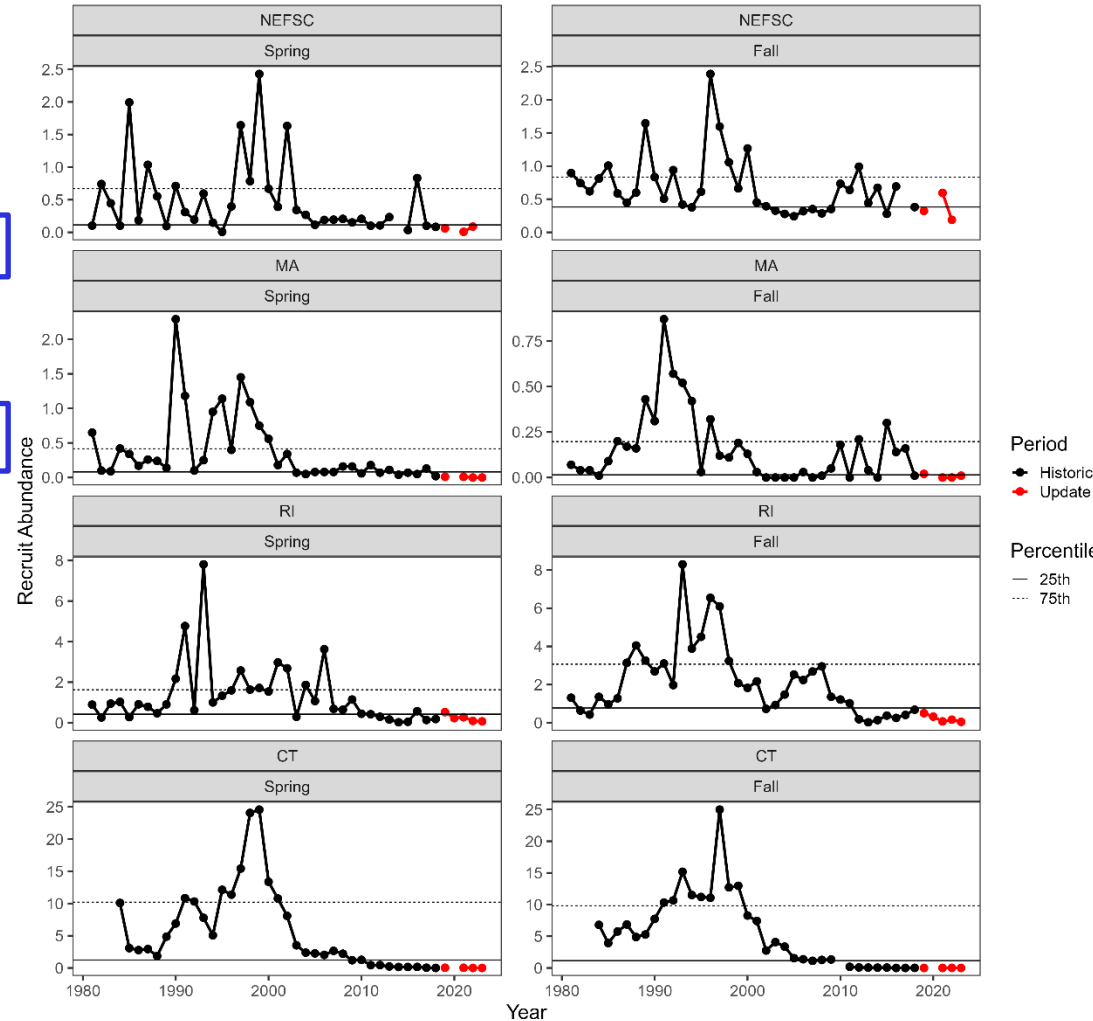 NEFSC
NEFSC
Spring
Fall
2.5
2.0
1.5
1.0
0.5
0.0
2.5
2.0
1.5
1.0
0.5
0.0
MA
MA
Spring
Fall
2.0
1.5
1.0
0.5
0.0
0.75
0.50
0.25
0.00
Recruit Abundance
RI
RI
Spring
Fall
8
6
4
2
0
8
6
4
2
0
CT
CT
Spring
Fall
25
20
15
10
5
0
25
20
15
10
5
0
1980 1990 2000 2010 2020
1980 1990 2000 2010 2020
Year
Period
Historic
Update
Percentile
25th
75th